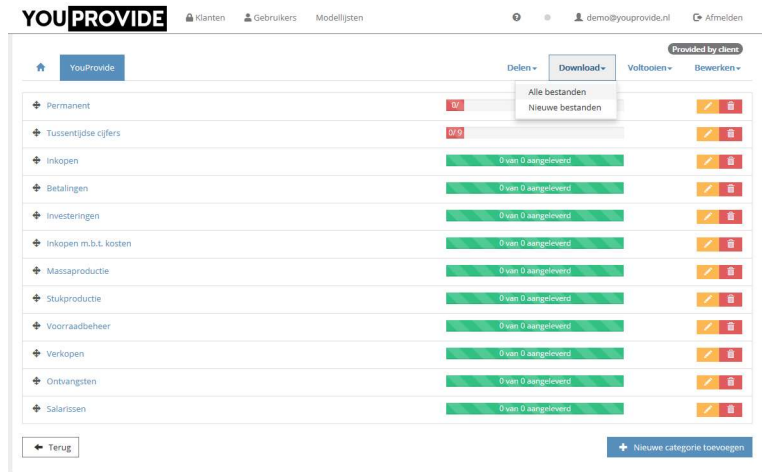 YOUPROVIDE Klanten Gebruikers Modellijsten demo@youprovide.nl Afmelden
Provided by client
YouProvide Delen Download Voltooien Bewerken
Alle bestanden
Nieuwe bestanden
Permanent 0/
Tussentijdse cijfers 0/ 9
Inkopen 0 van 0 aangeleverd
Betalingen 0 van 0 aangeleverd
Investeringen 0 van 0 aangeleverd
Inkopen m.b.t. kosten 0 van 0 aangeleverd
Massaproductie 0 van 0 aangeleverd
Stukproductie 0 van 0 aangeleverd
Voorraadbeheer 0 van 0 aangeleverd
Verkopen 0 van 0 aangeleverd
Ontvangsten 0 van 0 aangeleverd
Salarissen 0 van 0 aangeleverd
Terug Nieuwe categorie toevoegen